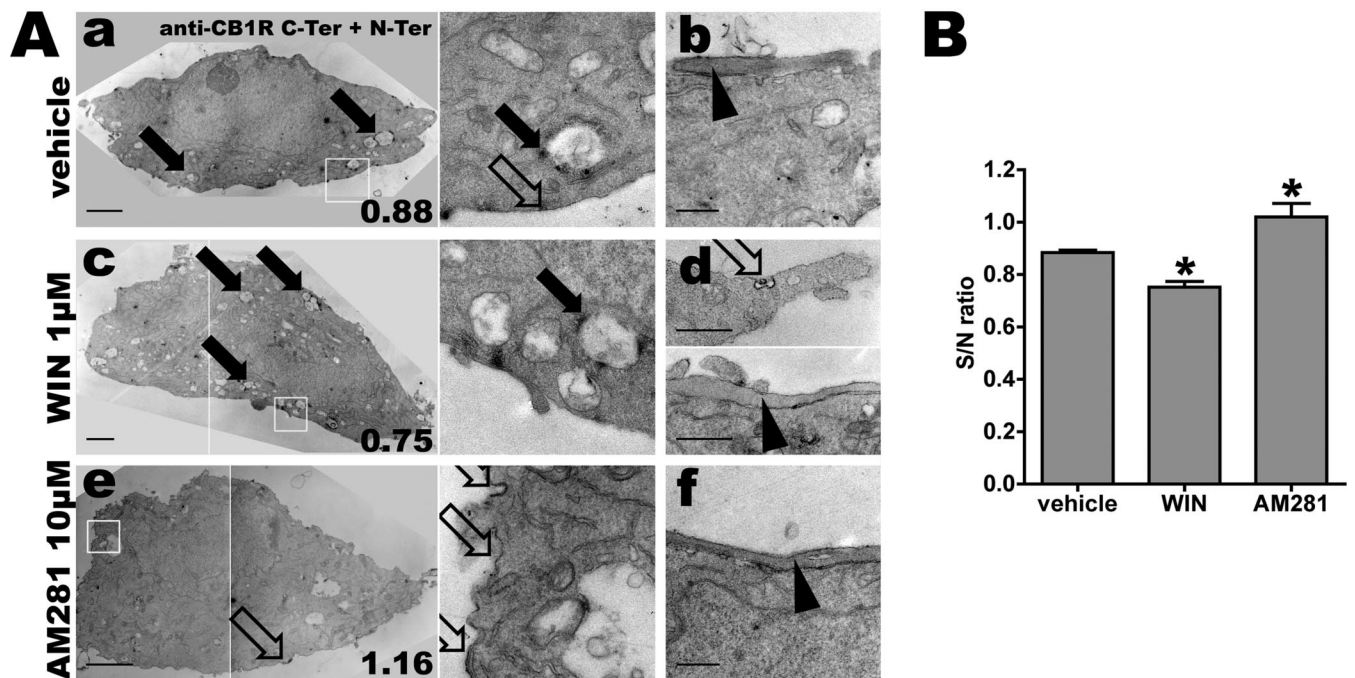 A
a
anti-CB1R C-Ter + N-Ter
b
vehicle
0.88
c
d
WIN 1µM
0.75
e
f
AM281 10µM
1.16
B
S/N ratio
1.2
1.0
0.8
0.6
0.4
0.2
0.0
*
*
vehicle
WIN
AM281